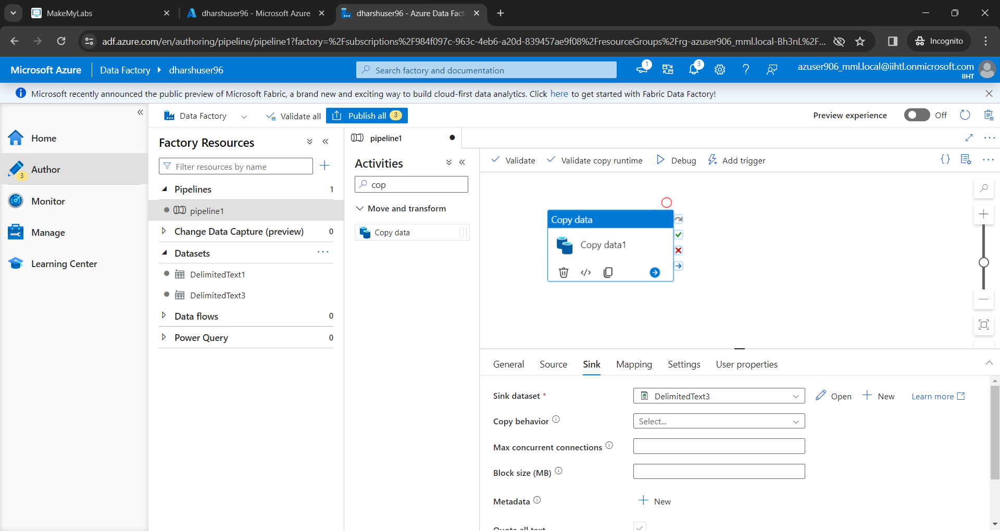 MakeMyLabs
dharshuser96 - Microsoft Azure
dharshuser96 - Azure Data Fact
adf.azure.com/en/authoring/pipeline/pipeline1?factory=%2Fsubscriptions%2F984f097c-963c-4eb6-a20d-839457ae9f08%2FresourceGroups%2Frg-azuser906_mml.local-Bh3nL%2F...
Incognito
Microsoft Azure
Data Factory
dharshuser96
Search factory and documentation
1
3
azuser906_mml.local@iihtl.onmicrosoft.com
IIHT
Microsoft recently announced the public preview of Microsoft Fabric, a brand new and exciting way to build cloud-first data analytics. Click here to get started with Fabric Data Factory!
Home
Author
3
Monitor
Manage
Learning Center
Data Factory
Validate all
Publish all 3
Preview experience
Off
Factory Resources
Filter resources by name
Pipelines 1
pipeline1
Change Data Capture (preview) 0
Datasets
DelimitedText1
DelimitedText3
Data flows 0
Power Query 0
pipeline1
Activities
cop
Move and transform
Copy data
Validate
Validate copy runtime
Debug
Add trigger
Copy data
Copy data1
General
Source
Sink
Mapping
Settings
User properties
Sink dataset *
DelimitedText3
Open
New
Learn more
Copy behavior
Select...
Max concurrent connections
Block size (MB)
Metadata
New
Quote all text